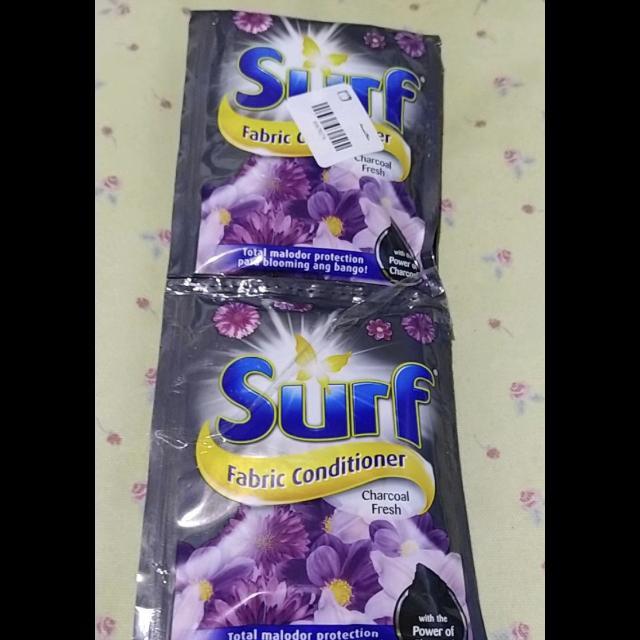 Surf
Fabric
Charcoal
Fresh
Total malodor protection
para blooming ang bango!
with the
Power of
Charcoal
Surf
Fabric Conditioner
Charcoal
Fresh
Total malodor protection
with the
Power of